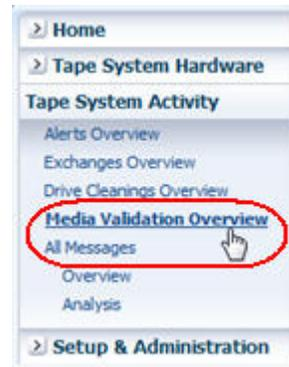 Home
Tape System Hardware
Tape System Activity
Alerts Overview
Exchanges Overview
Drive Cleanings Overview
Media Validation Overview
All Messages
Overview
Analysis
Setup & Administration